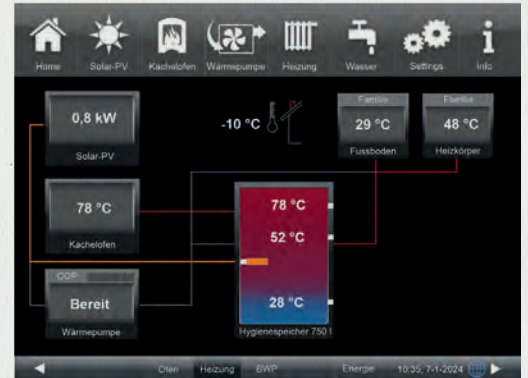 Home Solar-PV Kachelofen Wärmepumpe Heizung Wasser Settings Info
0,8 kW
Solar-PV
-10 °C
Familie
29 °C
Fussboden
48 °C
Heizkörper
78 °C
Kachelofen
78 °C
52 °C
28 °C
Hygienespeicher 750 l
COP
Bereit
Wärmepumpe
Ofen Heizung BWP Energie 10:35, 7-1-2024